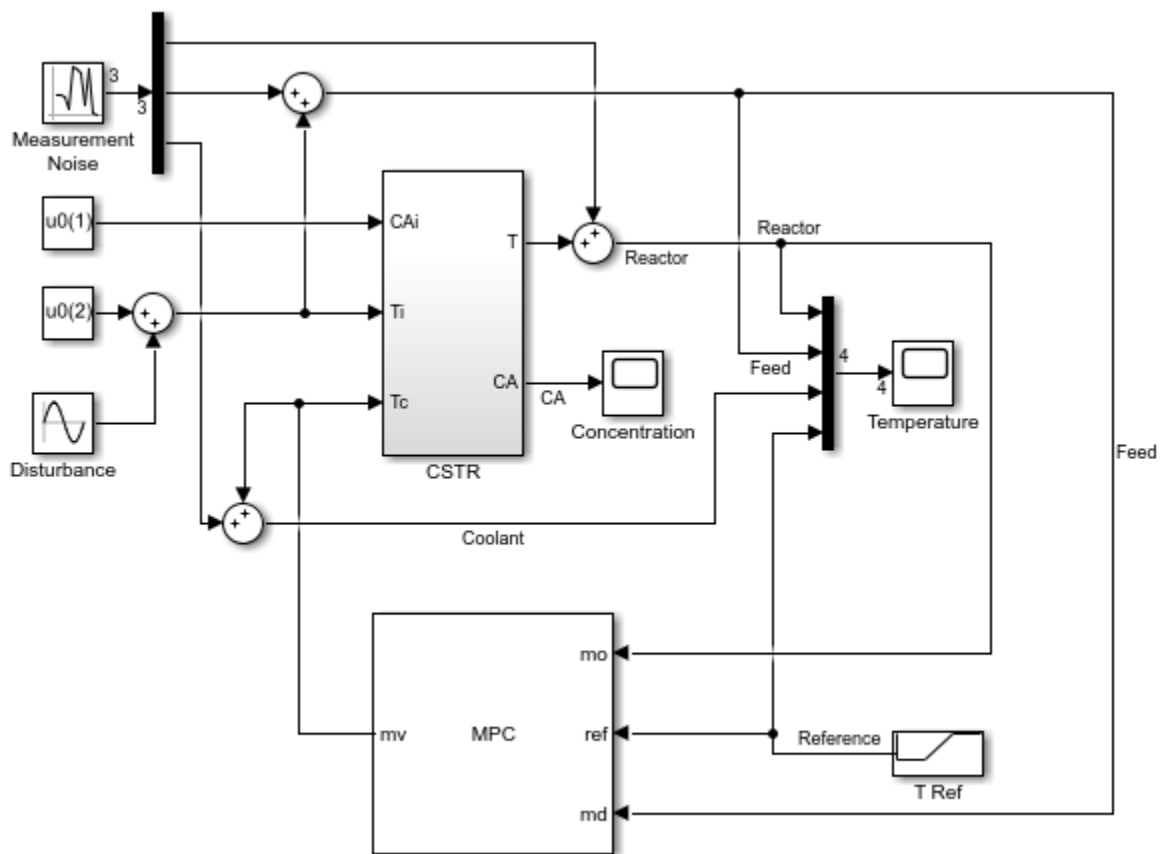 3
3
Measurement
Noise
u0(1)
CAi
T
Reactor
Reactor
u0(2)
Ti
4
Feed
4
CA
CA
Concentration
Temperature
Tc
Disturbance
CSTR
Feed
Coolant
mo
mv
MPC
ref
Reference
T Ref
md